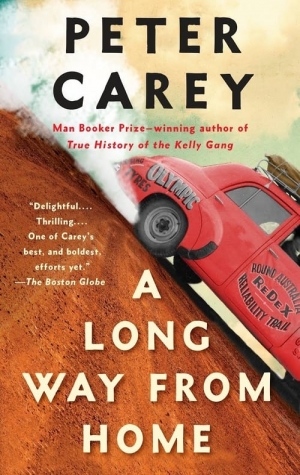 PETER
CAREY
Man Booker Prize–winning author of
True History of the Kelly Gang
OLYMPIC
TYRES
"Delightful....
Thrilling....
One of Carey's
best, and boldest,
efforts yet."
—The Boston Globe
ROUND AUSTRALIA
REDEX
RELIABILITY TRAIL
A
LONG
WAY FROM
HOME